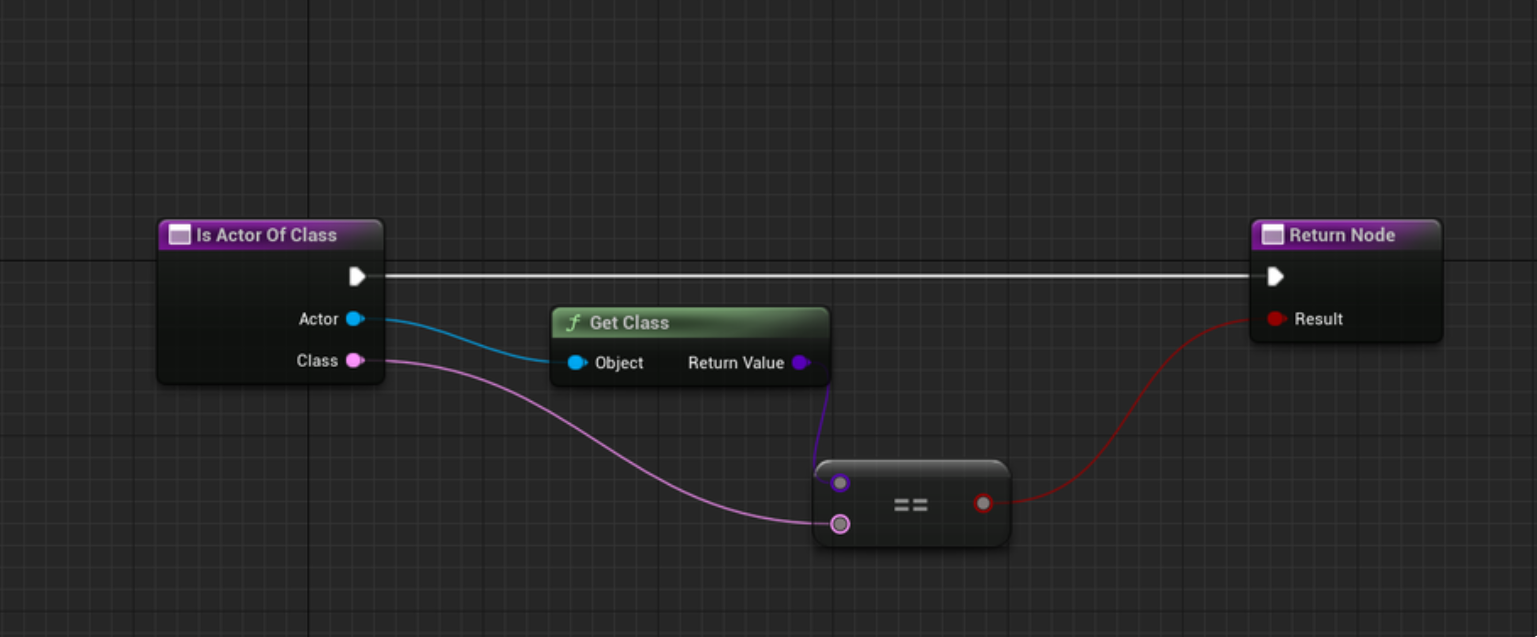 Is Actor Of Class
Actor
Class
f Get Class
Object Return Value
==
Return Node
Result